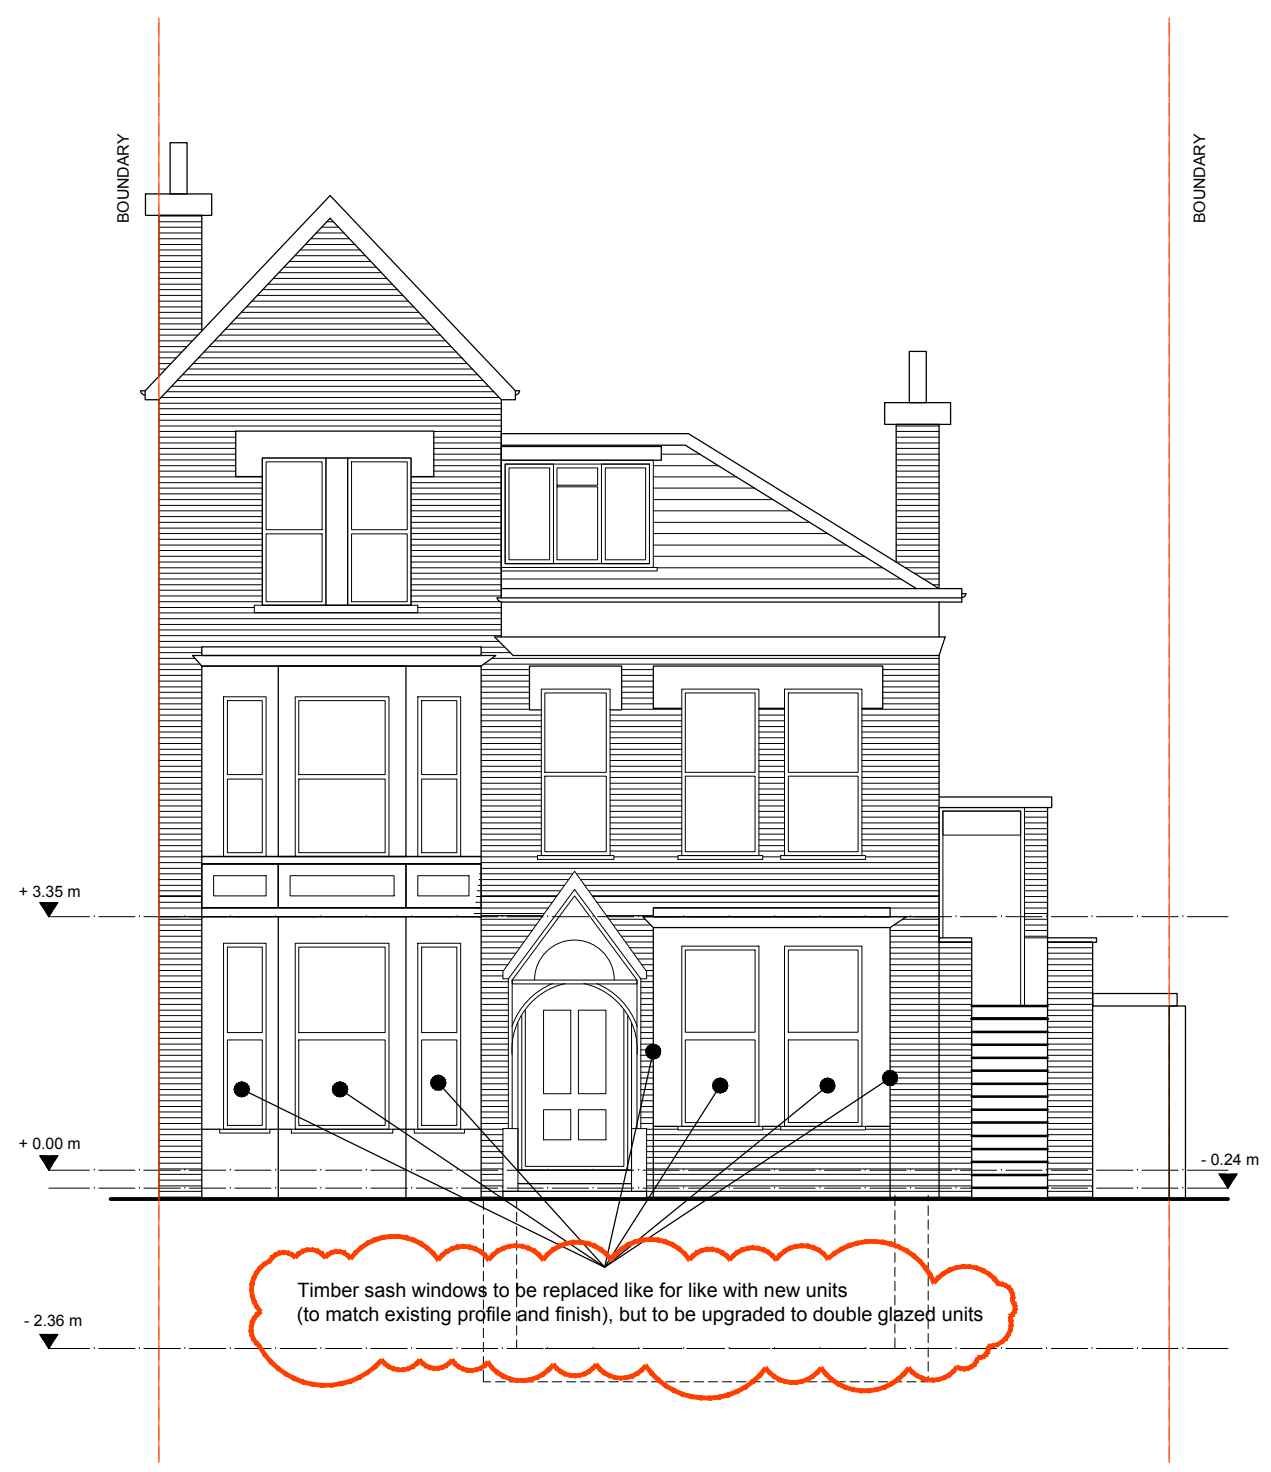 BOUNDARY
BOUNDARY
+ 3.35 m
+ 0.00 m
- 0.24 m
Timber sash windows to be replaced like for like with new units
(to match existing profile and finish), but to be upgraded to double glazed units
- 2.36 m